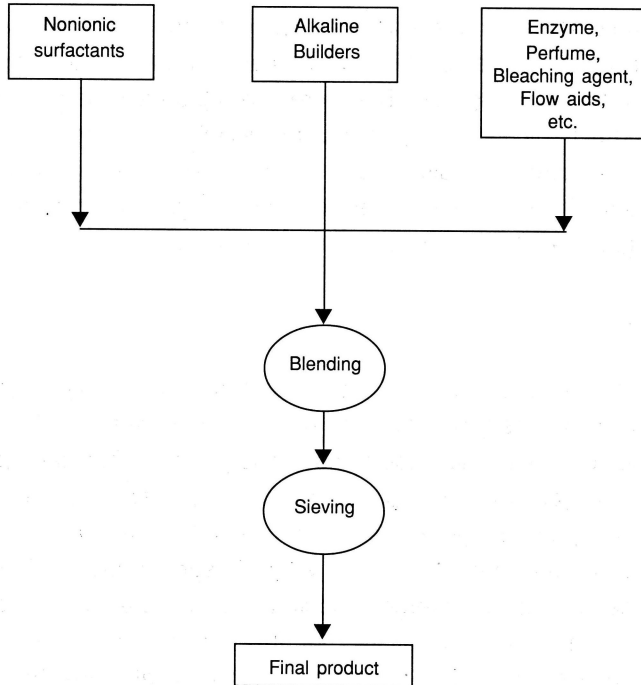 Nonionic
surfactants
Alkaline
Builders
Enzyme,
Perfume,
Bleaching agent,
Flow aids,
etc.
Blending
Sieving
Final product